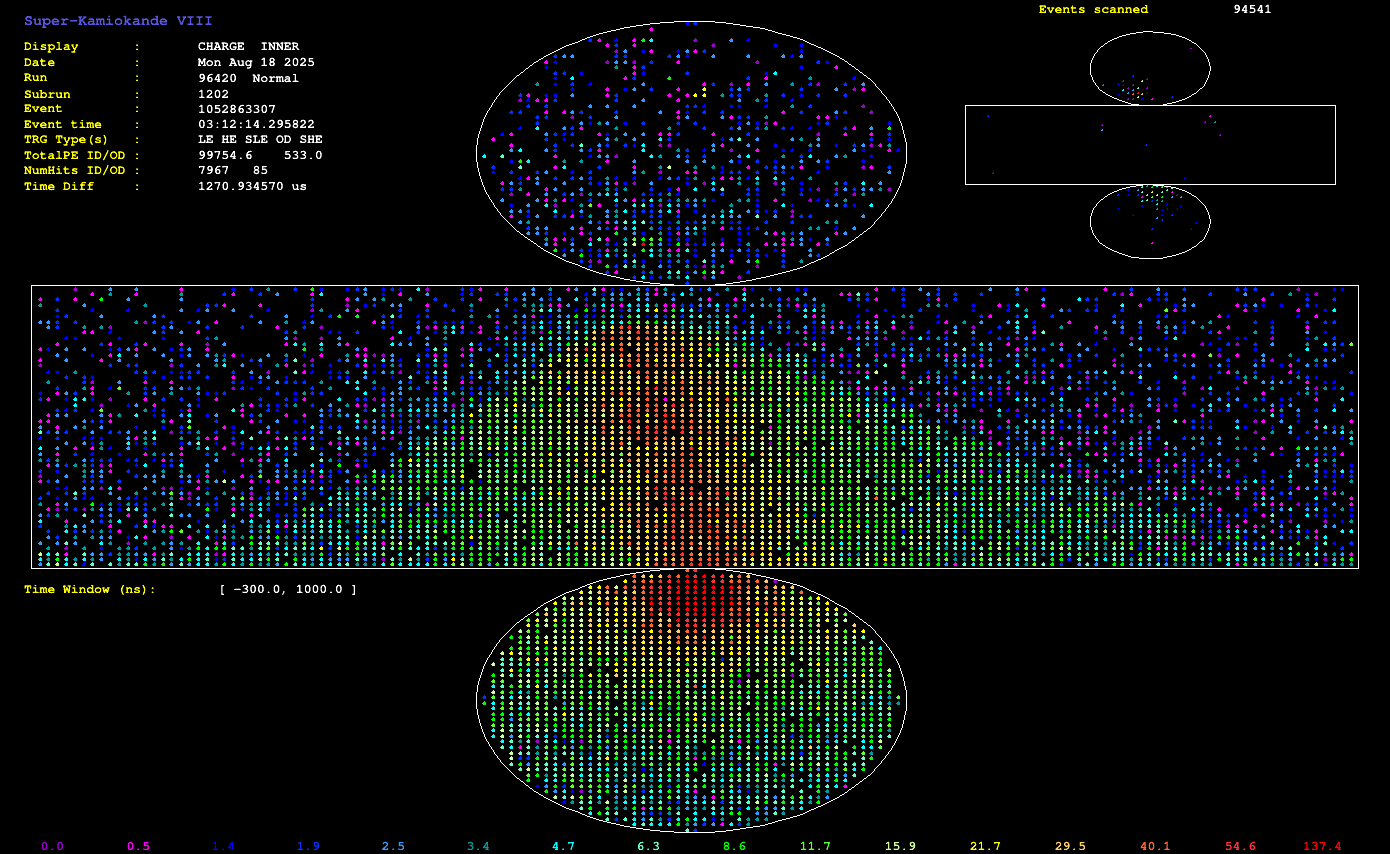 Super-Kamiokande VIII
Events scanned 94541
Display : CHARGE INNER
Date : Mon Aug 18 2025
Run : 96420 Normal
Subrun : 1202
Event : 1052863307
Event time : 03:12:14.295822
TRG Type(s) : LE HE SLE OD SHE
TotalPE ID/OD : 99754.6 533.0
NumHits ID/OD : 7967 85
Time Diff : 1270.934570 us
Time Window (ns): [ -300.0, 1000.0 ]
0.0 0.5 1.4 1.9 2.5 3.4 4.7 6.3 8.6 11.7 15.9 21.7 29.5 40.1 54.6 137.4